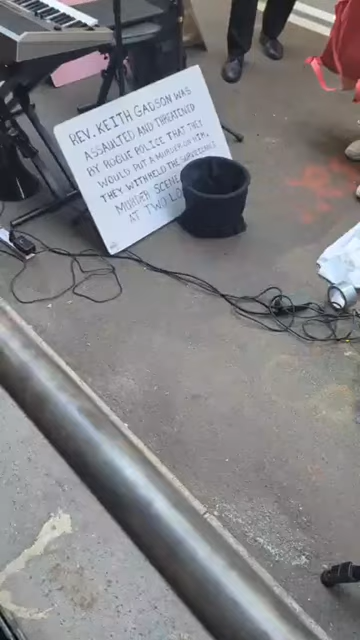 REV. KEITH GADSON WAS
ASSAULTED AND THREATENED
BY ROGUE POLICE THAT THEY
WOULD PUT A MURDER ON HIM.
THEY WITHHELD THE SURVEILLANCE
MURDER SCENE
AT TWO